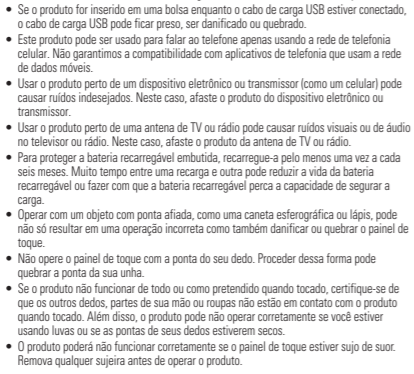 • Se o produto for inserido em uma bolsa enquanto o cabo de carga USB estiver conectado,
o cabo de carga USB pode ficar preso, ser danificado ou quebrado.
• Este produto pode ser usado para falar ao telefone apenas usando a rede de telefonia
celular. Não garantimos a compatibilidade com aplicativos de telefonia que usam a rede
de dados móveis.
• Usar o produto perto de um dispositivo eletrônico ou transmissor (como um celular) pode
causar ruídos indesejados. Neste caso, afaste o produto do dispositivo eletrônico ou
transmissor.
• Usar o produto perto de uma antena de TV ou rádio pode causar ruídos visuais ou de áudio
no televisor ou rádio. Neste caso, afaste o produto da antena de TV ou rádio.
• Para proteger a bateria recarregável embutida, recarregue-a pelo menos uma vez a cada
seis meses. Muito tempo entre uma recarga e outra pode reduzir a vida da bateria
recarregável ou fazer com que a bateria recarregável perca a capacidade de segurar a
carga.
• Operar com um objeto com ponta afiada, como uma caneta esferográfica ou lápis, pode
não só resultar em uma operação incorreta como também danificar ou quebrar o painel de
toque.
• Não opere o painel de toque com a ponta do seu dedo. Proceder dessa forma pode
quebrar a ponta da sua unha.
• Se o produto não funcionar de todo ou como pretendido quando tocado, certifique-se de
que os outros dedos, partes de sua mão ou roupas não estão em contato com o produto
quando tocado. Além disso, o produto pode não operar corretamente se você estiver
usando luvas ou se as pontas de seus dedos estiverem secos.
• O produto poderá não funcionar corretamente se o painel de toque estiver sujo de suor.
Remova qualquer sujeira antes de operar o produto.